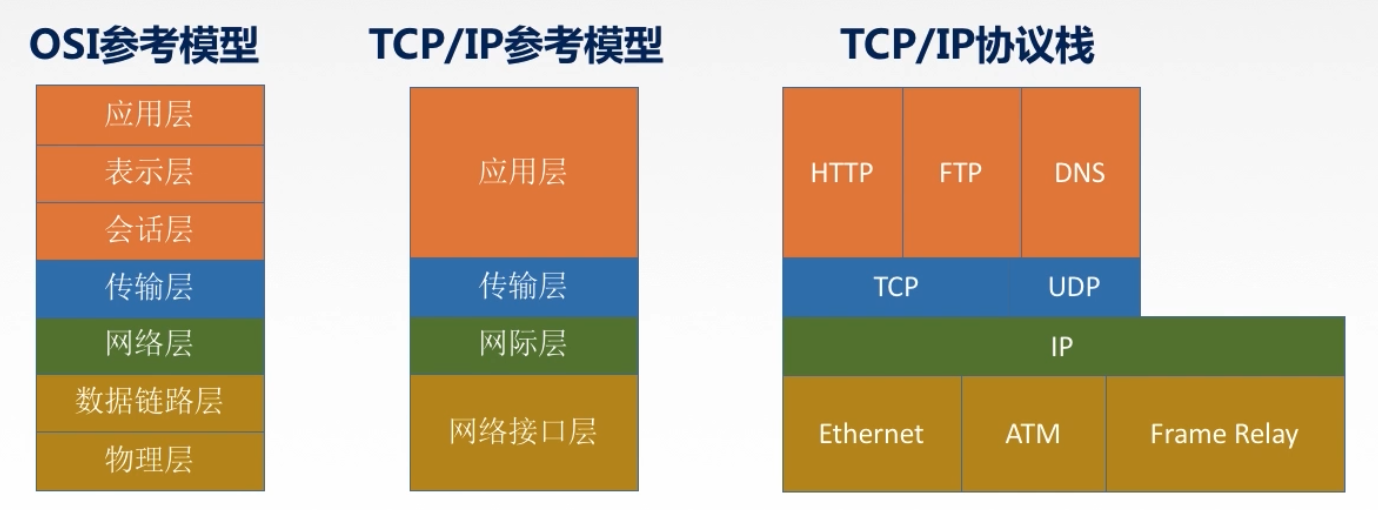 OSI参考模型
应用层
表示层
会话层
传输层
网络层
数据链路层
物理层
TCP/IP参考模型
应用层
传输层
网际层
网络接口层
TCP/IP协议栈
HTTP FTP DNS
TCP UDP
IP
Ethernet ATM Frame Relay